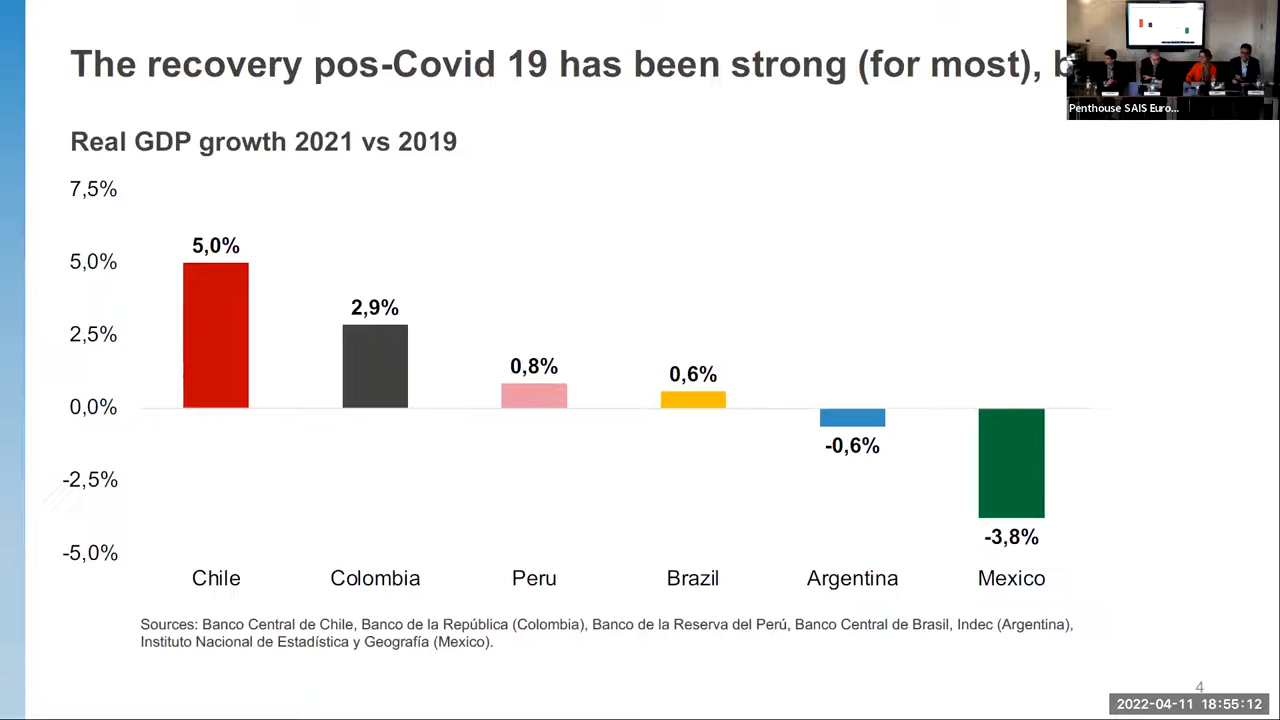 The recovery pos-Covid 19 has been strong (for most), b
Penthouse SAIS Euro...
Real GDP growth 2021 vs 2019
7,5%
5,0%
2,5%
0,0%
-2,5%
-5,0%
5,0%
2,9%
0,8%
0,6%
-0,6%
-3,8%
Chile
Colombia
Peru
Brazil
Argentina
Mexico
Sources: Banco Central de Chile, Banco de la República (Colombia), Banco de la Reserva del Perú, Banco Central de Brasil, Indec (Argentina),
Instituto Nacional de Estadística y Geografía (Mexico).
4
2022-04-11 18:55:12